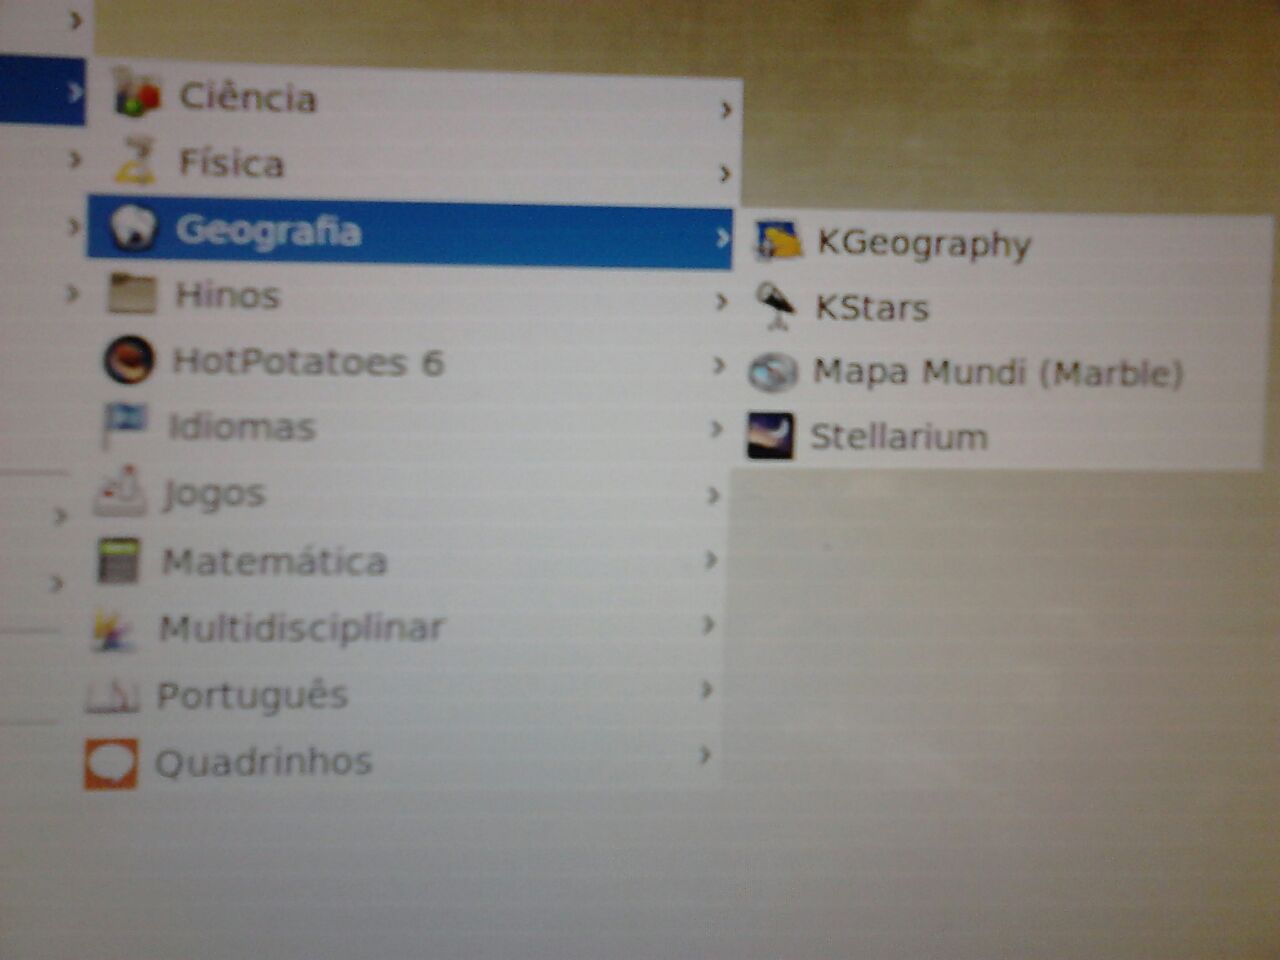 Ciência
Física
Geografia
Hinos
HotPotatoes 6
Idiomas
Jogos
Matemática
Multidisciplinar
Português
Quadrinhos
KGeography
KStars
Mapa Mundi (Marble)
Stellarium